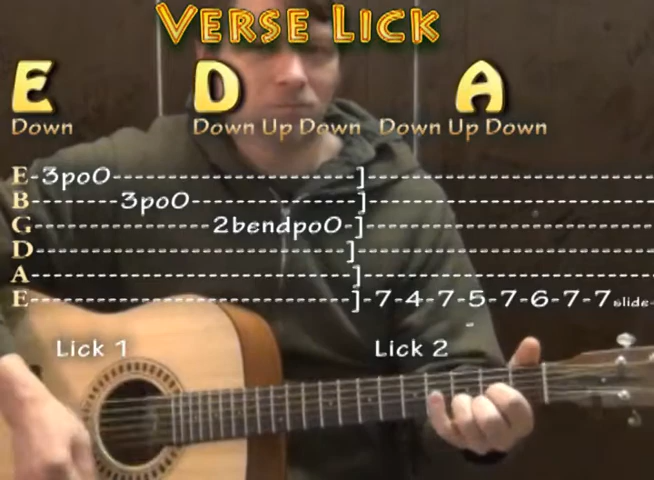 Verse Lick
E D A
Down Down Up Down Down Up Down
E-3po0--------------------------]-----------------------------
B--------3po0------------------]-----------------------------
G-----------------2bendpo0-]-----------------------------
D--------------------------------]-----------------------------
A--------------------------------]-----------------------------
E--------------------------------]-7-4-7-5-7-6-7-7slide-
Lick 1 Lick 2